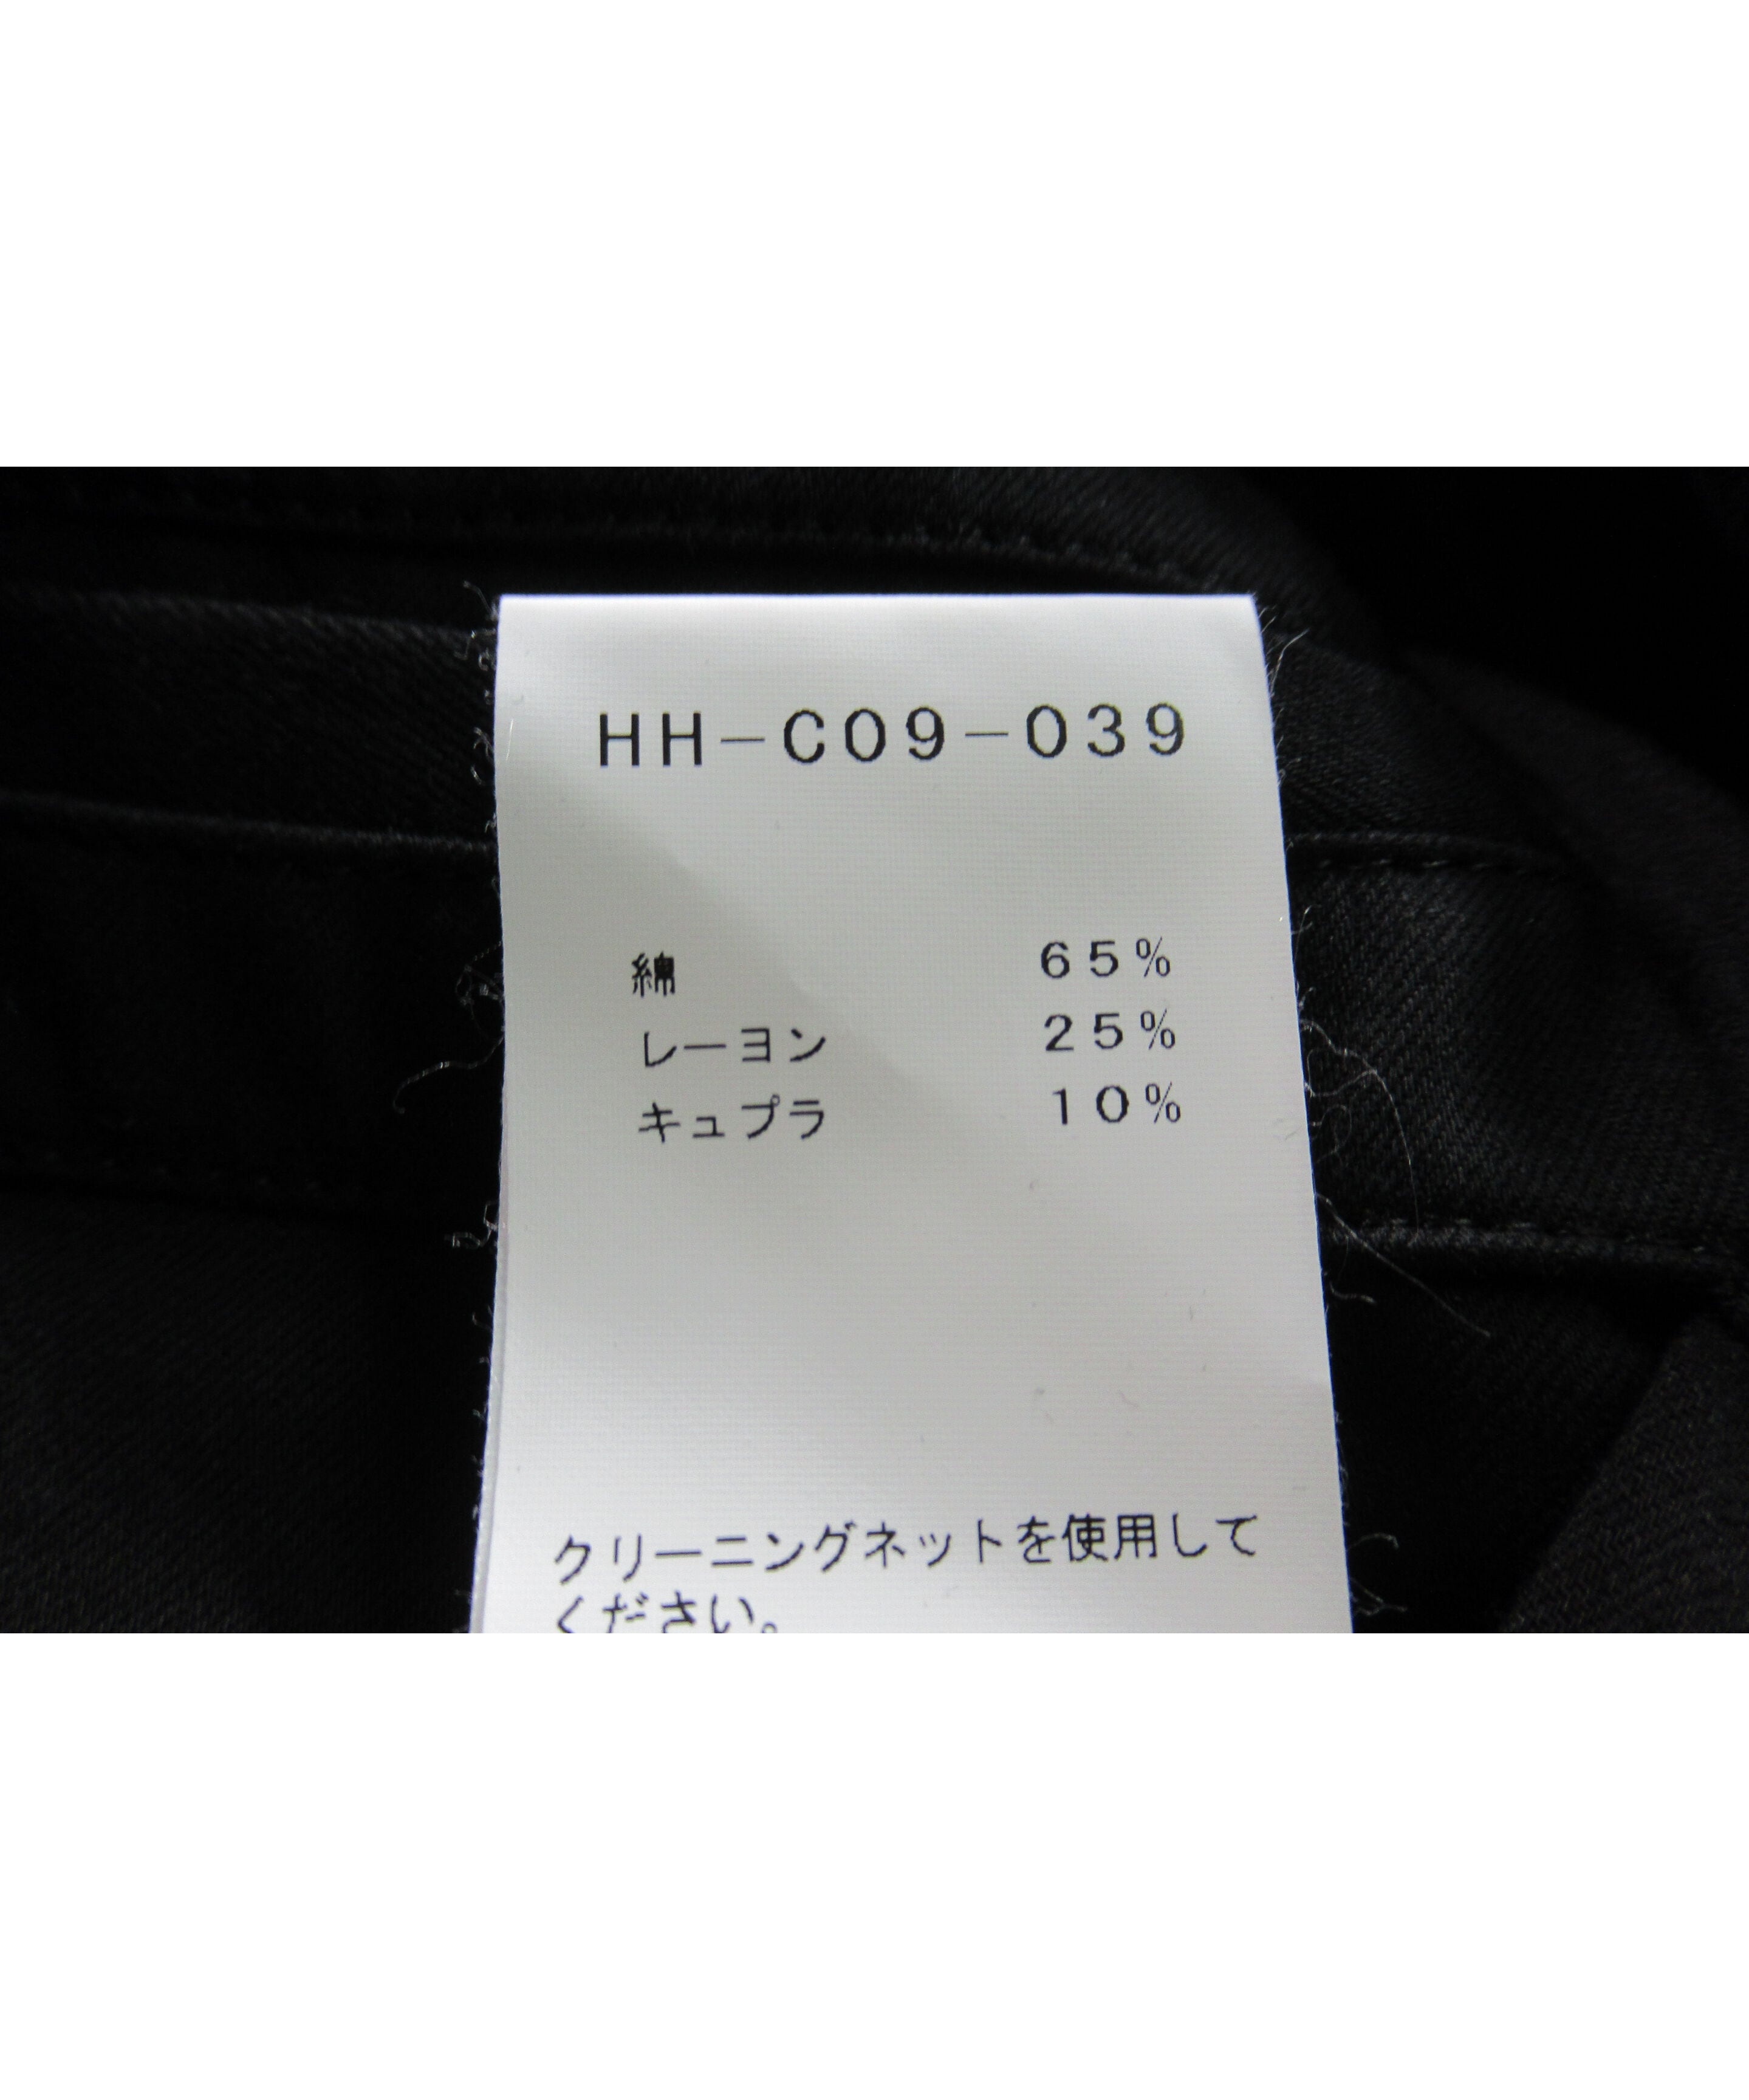 HH-C09-039
綿 65%
レーヨン 25%
キュプラ 10%
クリーニングネットを使用して
ください。